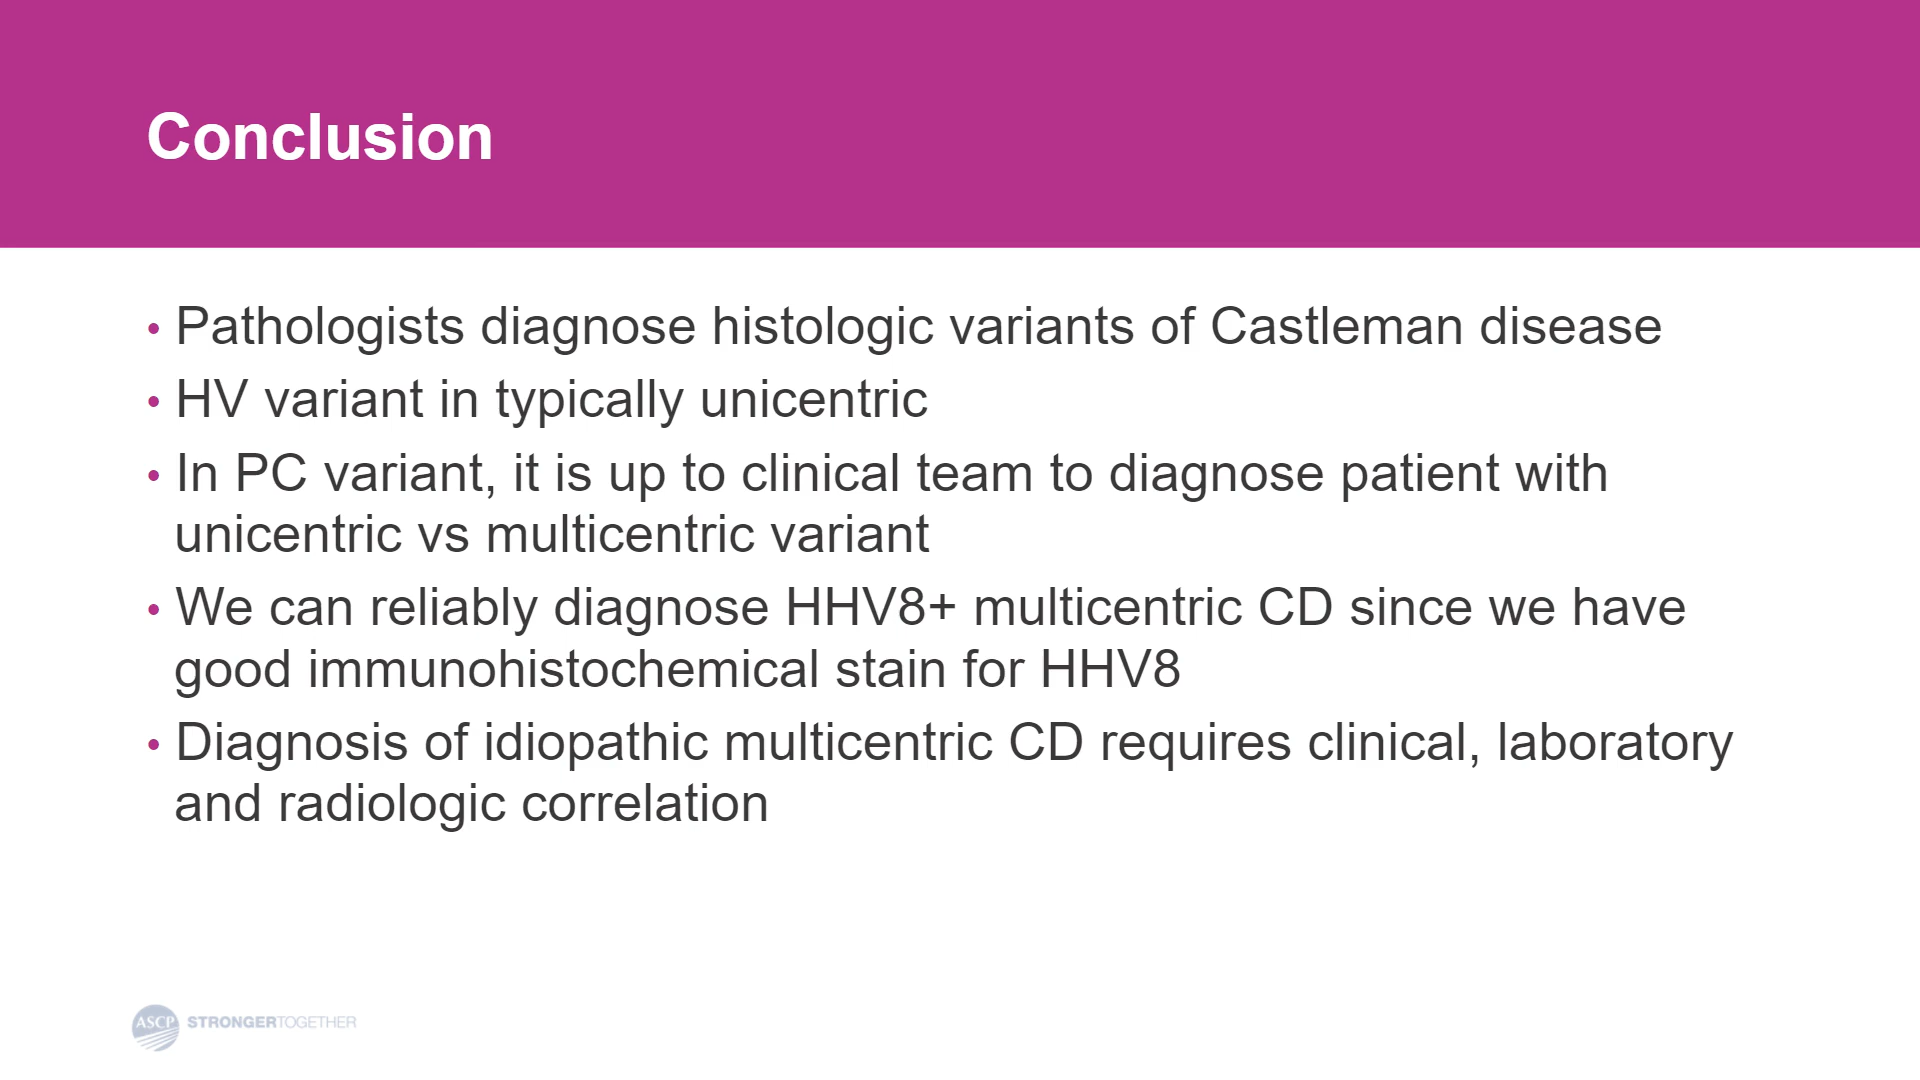 Conclusion
• Pathologists diagnose histologic variants of Castleman disease
• HV variant in typically unicentric
• In PC variant, it is up to clinical team to diagnose patient with
unicentric vs multicentric variant
• We can reliably diagnose HHV8+ multicentric CD since we have
good immunohistochemical stain for HHV8
• Diagnosis of idiopathic multicentric CD requires clinical, laboratory
and radiologic correlation
ASCP STRONGERTOGETHER